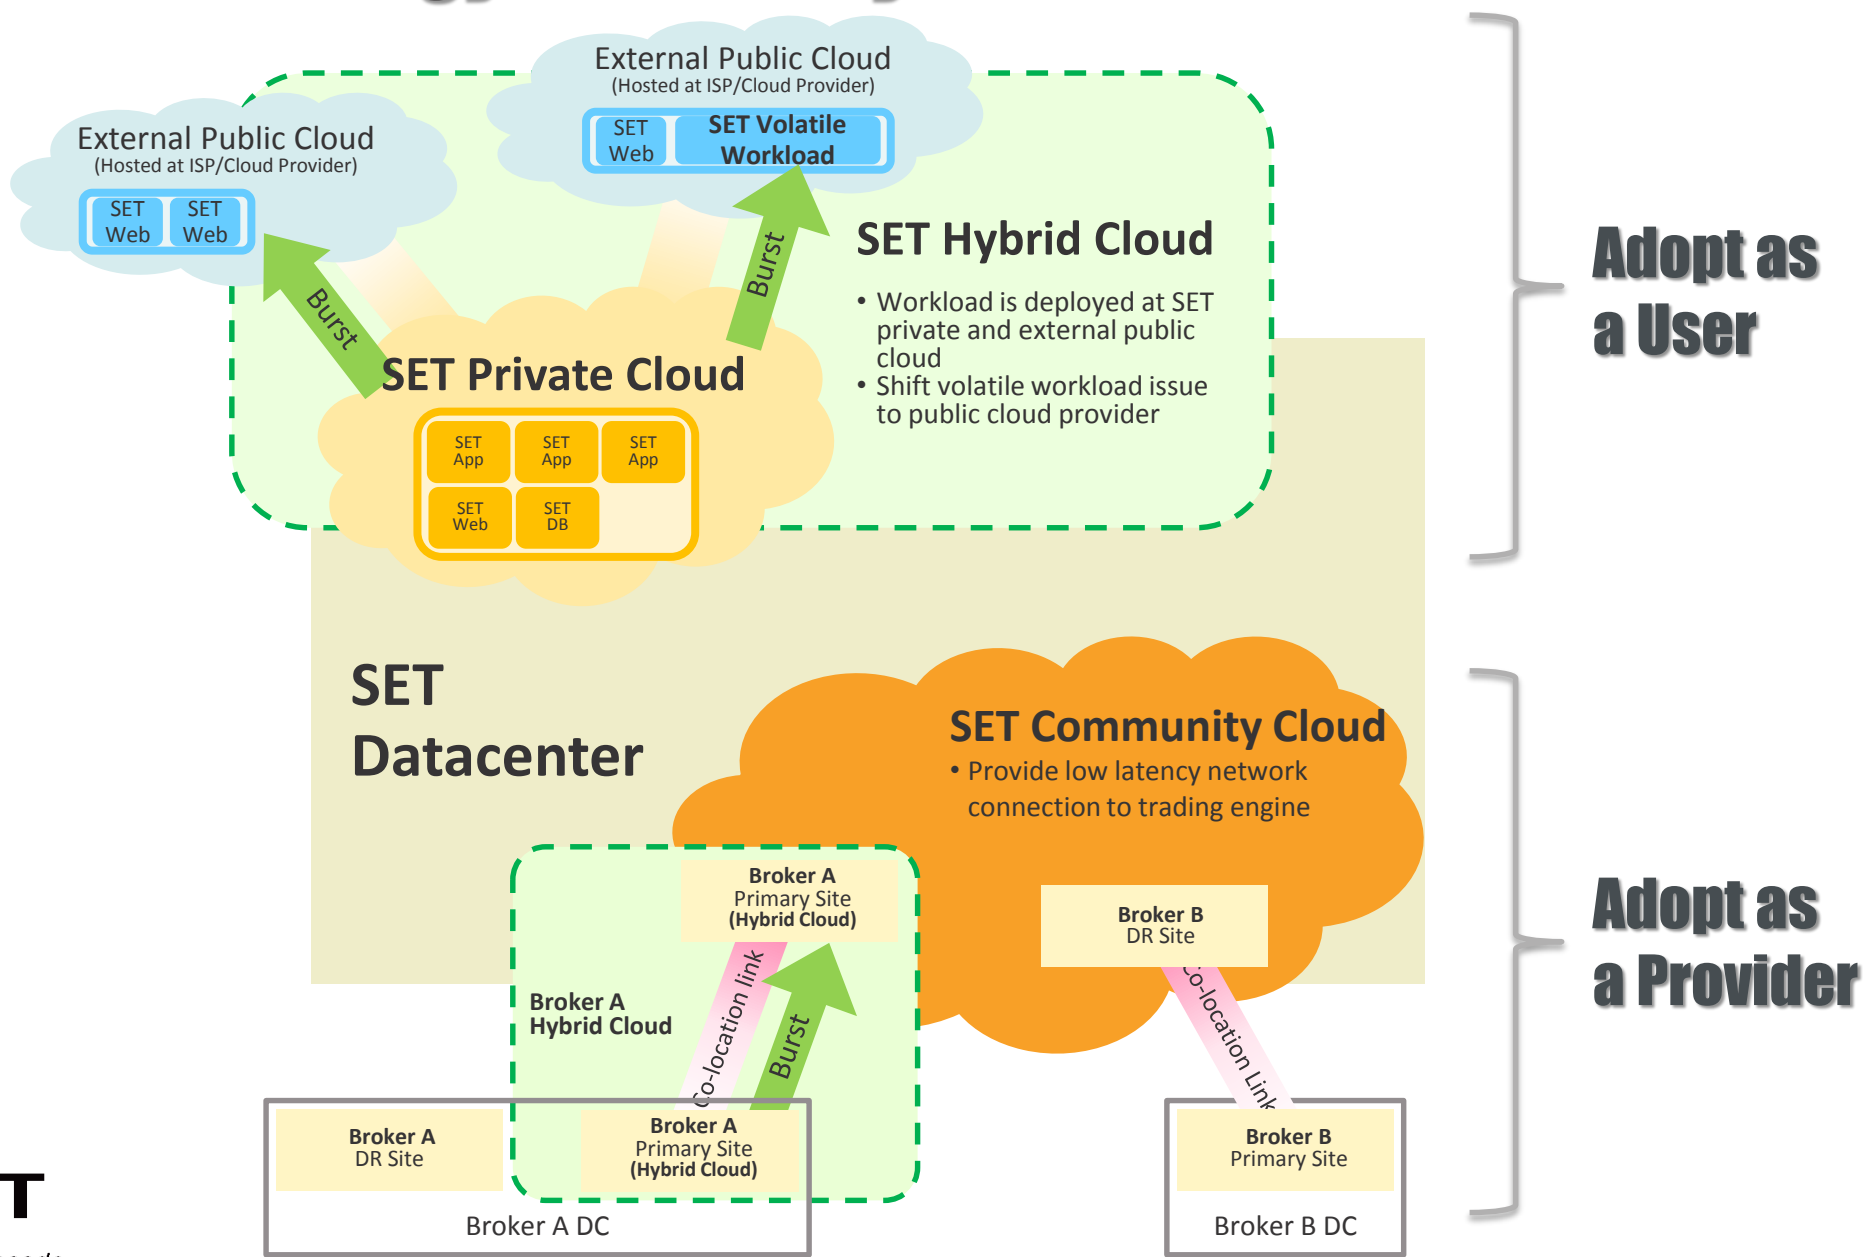 External Public Cloud
(Hosted at ISP/Cloud Provider)
SET
Web
SET Volatile
Workload
External Public Cloud
(Hosted at ISP/Cloud Provider)
SET
Web
SET
Web
Burst
Burst
SET Hybrid Cloud
• Workload is deployed at SET
private and external public
cloud
• Shift volatile workload issue
to public cloud provider
Adopt as
a User
SET Private Cloud
SET
App
SET
App
SET
App
SET
Web
SET
DB
SET
Datacenter
SET Community Cloud
• Provide low latency network
connection to trading engine
Broker A
Primary Site
(Hybrid Cloud)
Broker B
DR Site
Adopt as
a Provider
Broker A
Hybrid Cloud
Co-location link
Burst
Co-location Link
Broker A
DR Site
Broker A
Primary Site
(Hybrid Cloud)
Broker A DC
Broker B
Primary Site
Broker B DC
T